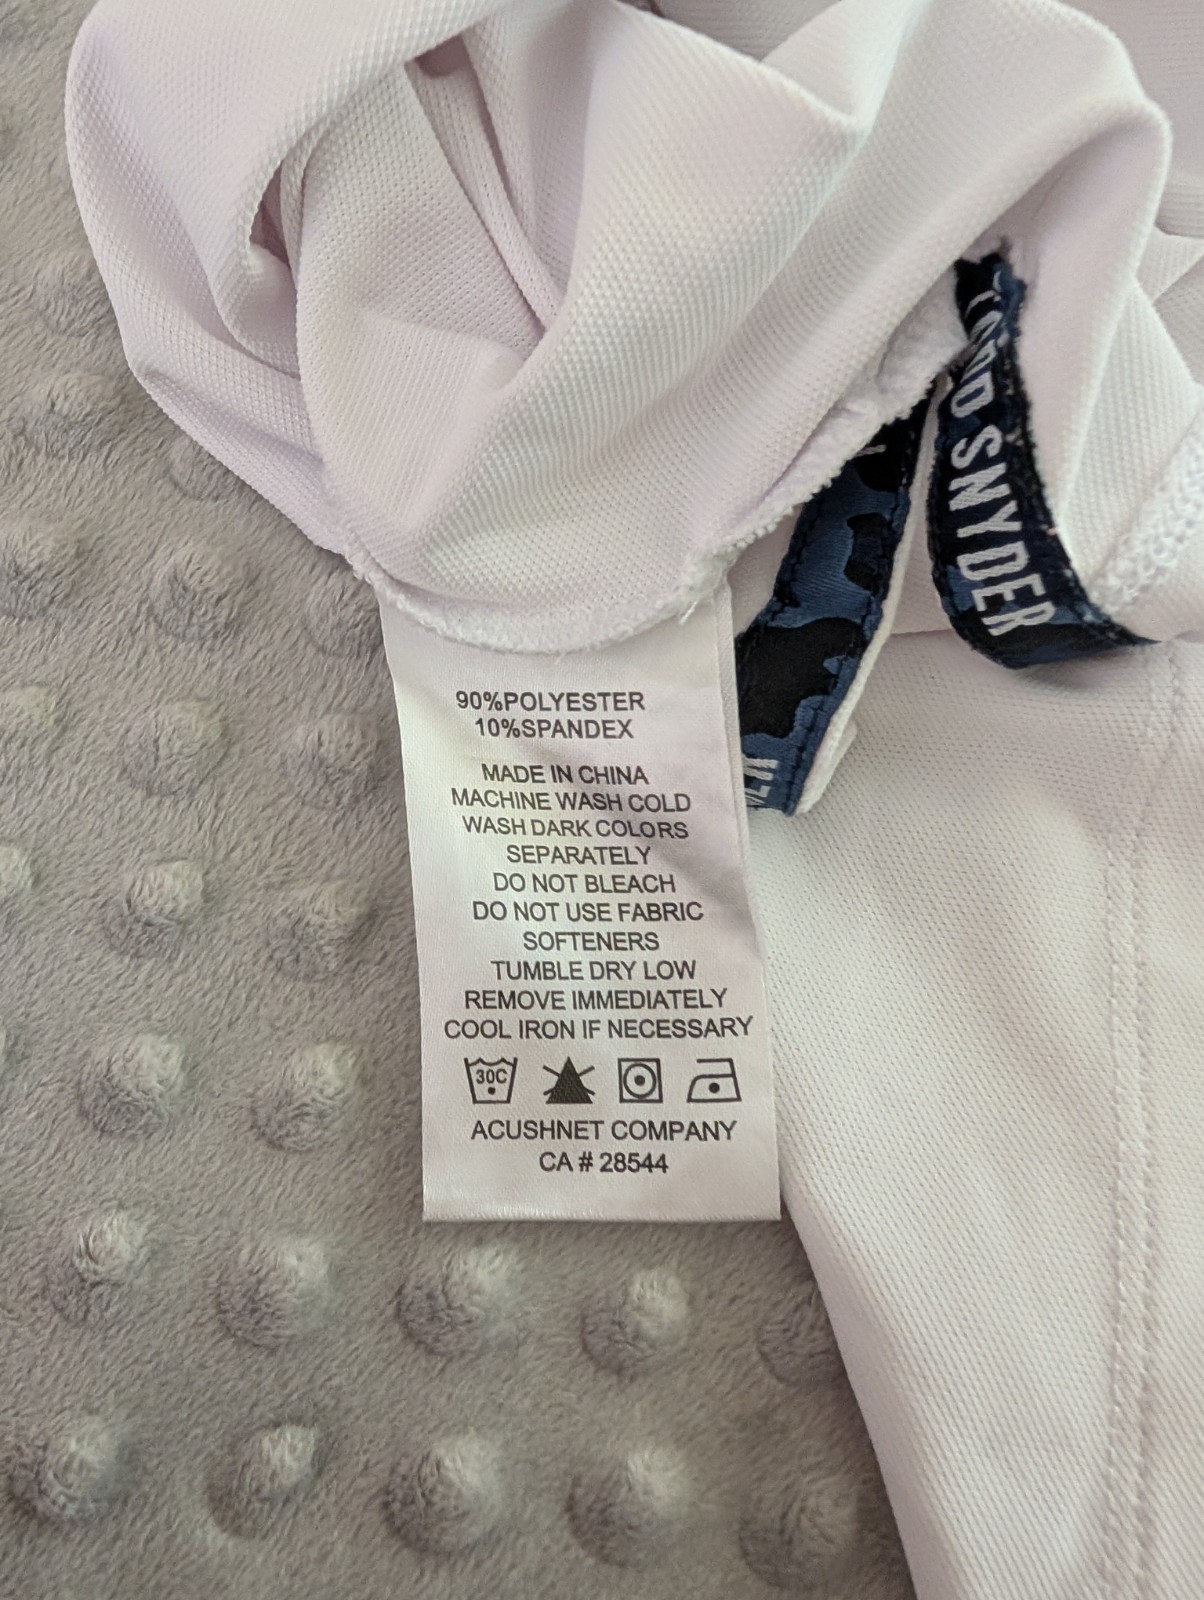 SNYDER
90%POLYESTER
10%SPANDEX
MADE IN CHINA
MACHINE WASH COLD
WASH DARK COLORS
SEPARATELY
DO NOT BLEACH
DO NOT USE FABRIC
SOFTENERS
TUMBLE DRY LOW
REMOVE IMMEDIATELY
COOL IRON IF NECESSARY
30C
ACUSHNET COMPANY
CA # 28544